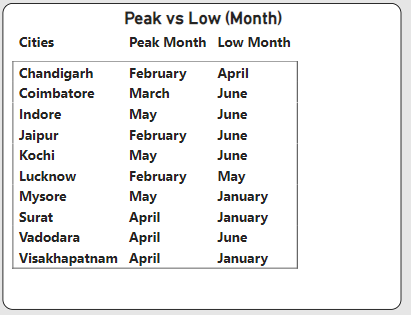 Peak vs Low (Month)
Cities Peak Month Low Month
Chandigarh February April
Coimbatore March June
Indore May June
Jaipur February June
Kochi May June
Lucknow February May
Mysore May January
Surat April January
Vadodara April June
Visakhapatnam April January